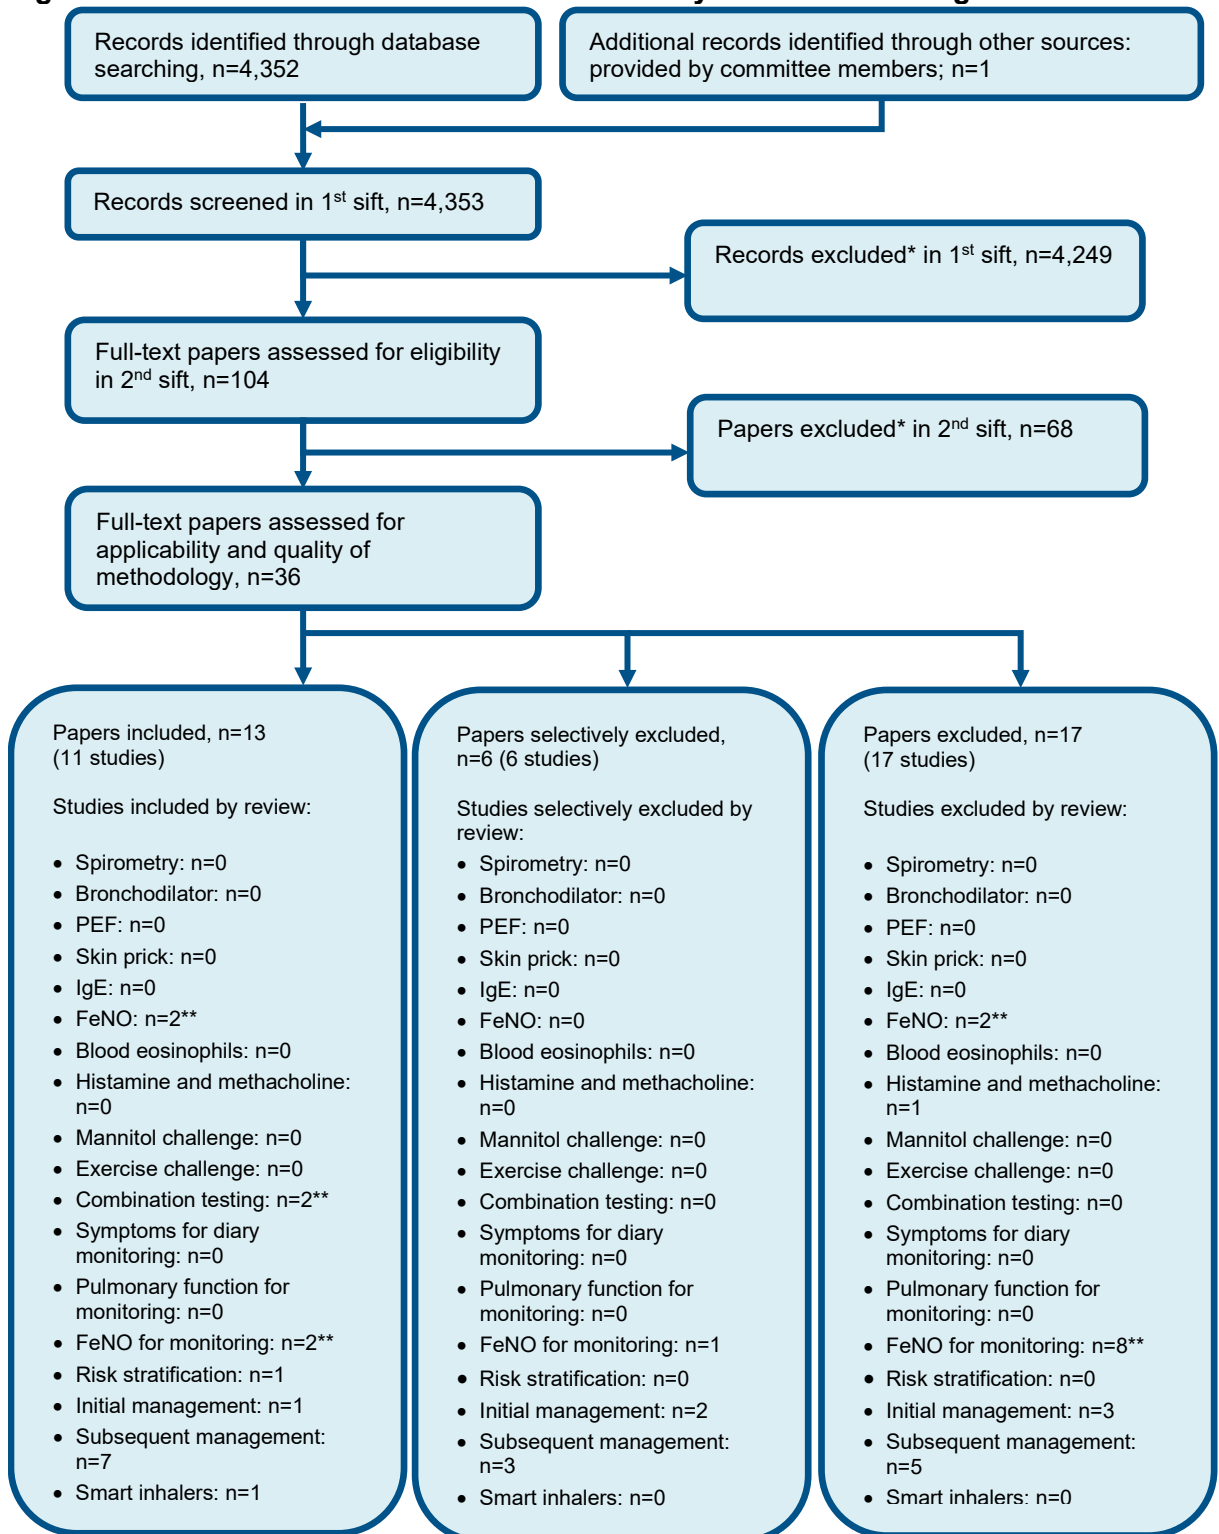 Records identified through database
searching, n=4,352
Additional records identified through other sources:
provided by committee members; n=1
Records screened in 1st sift, n=4,353
Records excluded* in 1st sift, n=4,249
Full-text papers assessed for eligibility
in 2nd sift, n=104
Papers excluded* in 2nd sift, n=68
Full-text papers assessed for
applicability and quality of
methodology, n=36
Papers included, n=13
(11 studies)
Studies included by review:
• Spirometry: n=0
• Bronchodilator: n=0
• PEF: n=0
• Skin prick: n=0
• IgE: n=0
• FeNO: n=2**
• Blood eosinophils: n=0
• Histamine and methacholine:
n=0
• Mannitol challenge: n=0
• Exercise challenge: n=0
• Combination testing: n=2**
• Symptoms for diary
monitoring: n=0
• Pulmonary function for
monitoring: n=0
• FeNO for monitoring: n=2**
• Risk stratification: n=1
• Initial management: n=1
• Subsequent management:
n=7
• Smart inhalers: n=1
Papers selectively excluded,
n=6 (6 studies)
Studies selectively excluded by
review:
• Spirometry: n=0
• Bronchodilator: n=0
• PEF: n=0
• Skin prick: n=0
• IgE: n=0
• FeNO: n=0
• Blood eosinophils: n=0
• Histamine and methacholine:
n=0
• Mannitol challenge: n=0
• Exercise challenge: n=0
• Combination testing: n=0
• Symptoms for diary
monitoring: n=0
• Pulmonary function for
monitoring: n=0
• FeNO for monitoring: n=1
• Risk stratification: n=0
• Initial management: n=2
• Subsequent management:
n=3
• Smart inhalers: n=0
Papers excluded, n=17
(17 studies)
Studies excluded by review:
• Spirometry: n=0
• Bronchodilator: n=0
• PEF: n=0
• Skin prick: n=0
• IgE: n=0
• FeNO: n=2**
• Blood eosinophils: n=0
• Histamine and methacholine:
n=1
• Mannitol challenge: n=0
• Exercise challenge: n=0
• Combination testing: n=0
• Symptoms for diary
monitoring: n=0
• Pulmonary function for
monitoring: n=0
• FeNO for monitoring: n=8**
• Risk stratification: n=0
• Initial management: n=3
• Subsequent management:
n=5
• Smart inhalers: n=0